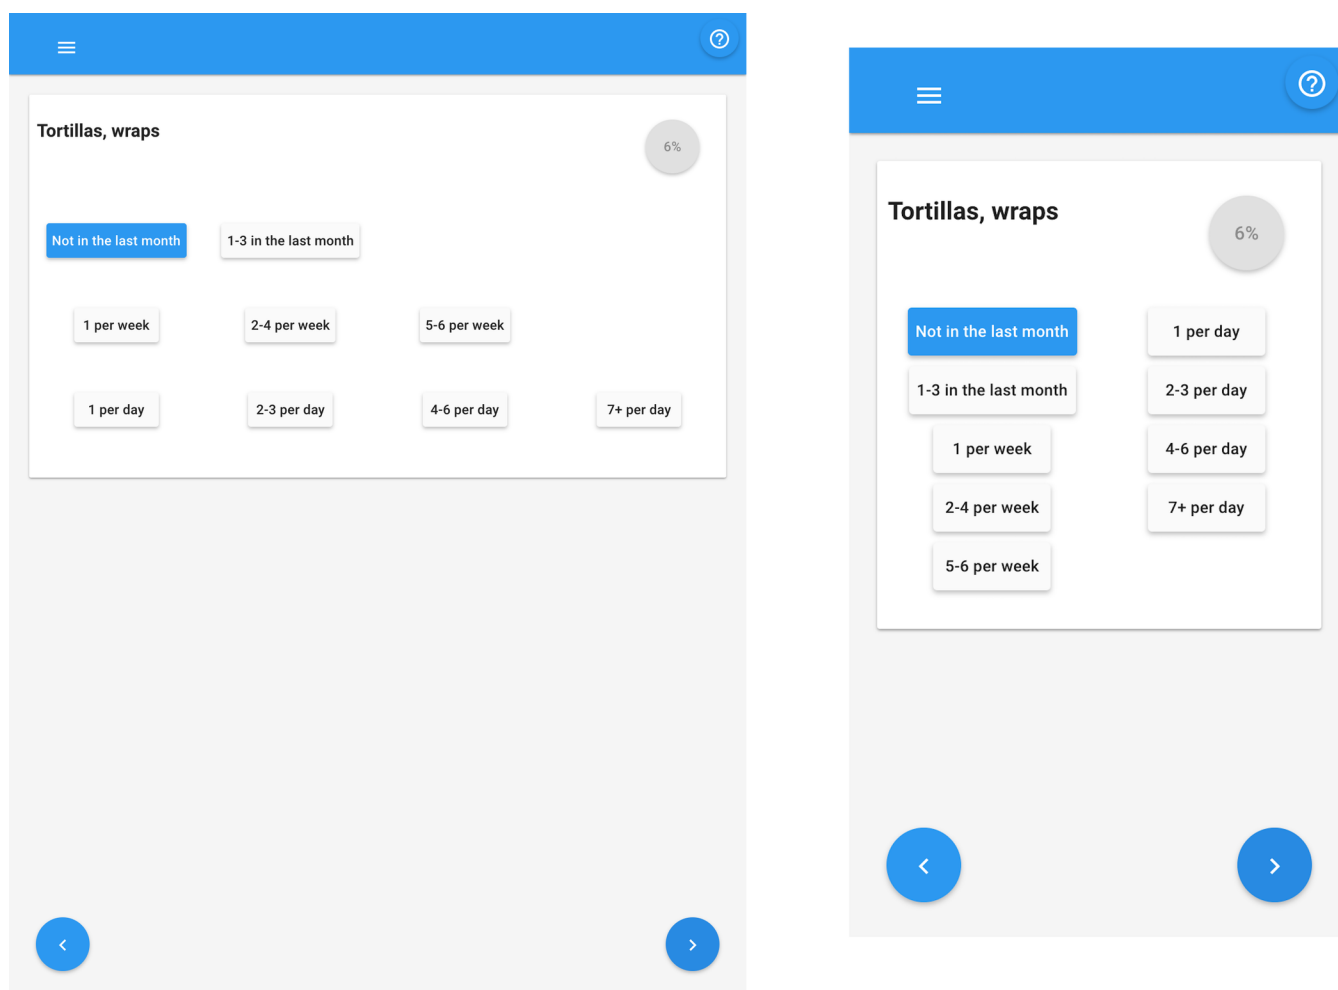 Tortillas, wraps
6%
Not in the last month 1-3 in the last month
1 per week 2-4 per week 5-6 per week
1 per day 2-3 per day 4-6 per day 7+ per day
Tortillas, wraps
6%
Not in the last month 1 per day
1-3 in the last month 2-3 per day
1 per week 4-6 per day
2-4 per week 7+ per day
5-6 per week